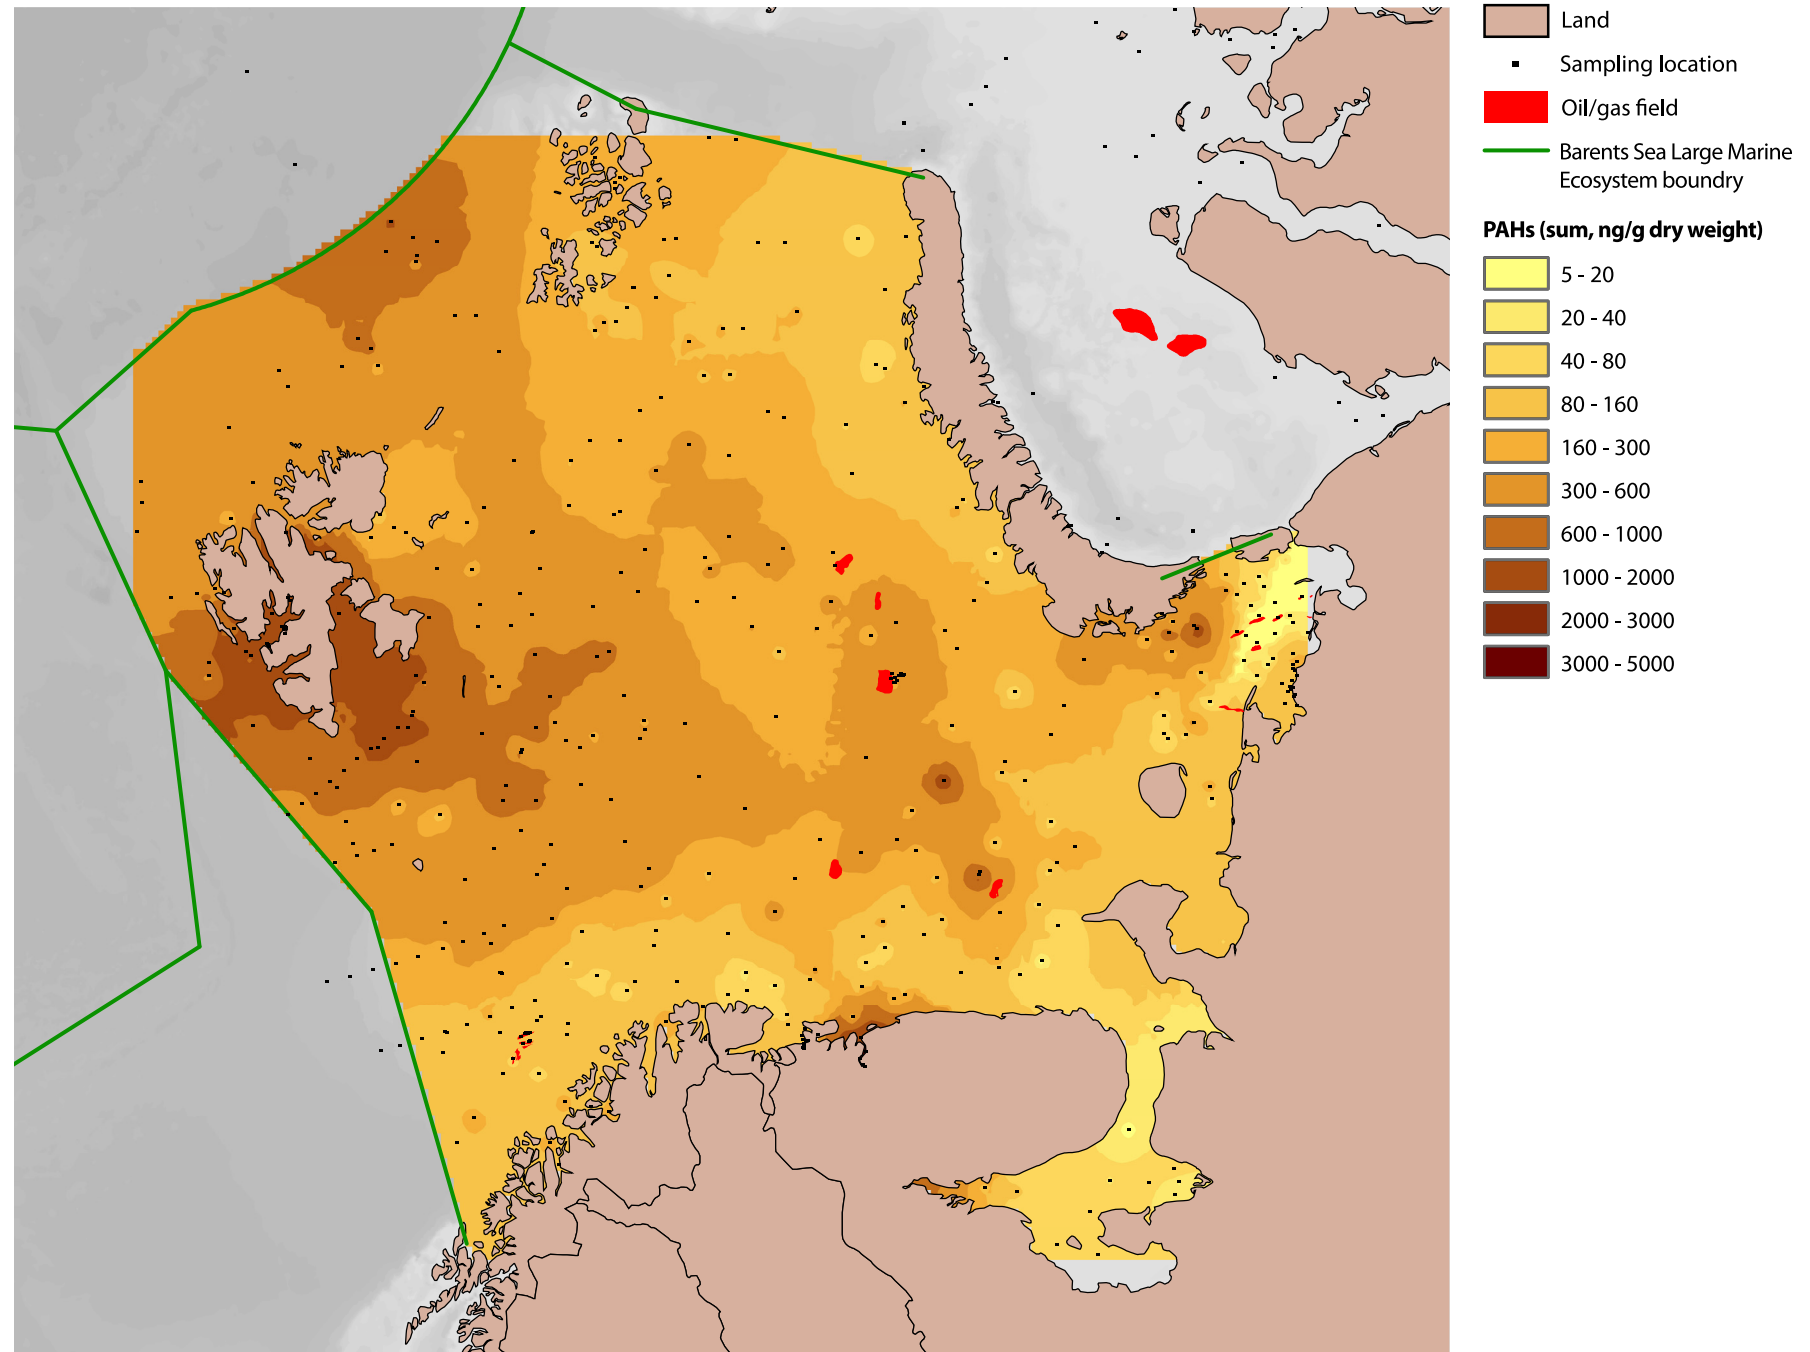 Land
Sampling location
Oil/gas field
Barents Sea Large Marine
Ecosystem boundry
PAHs (sum, ng/g dry weight)
5 - 20
20 - 40
40 - 80
80 - 160
160 - 300
300 - 600
600 - 1000
1000 - 2000
2000 - 3000
3000 - 5000